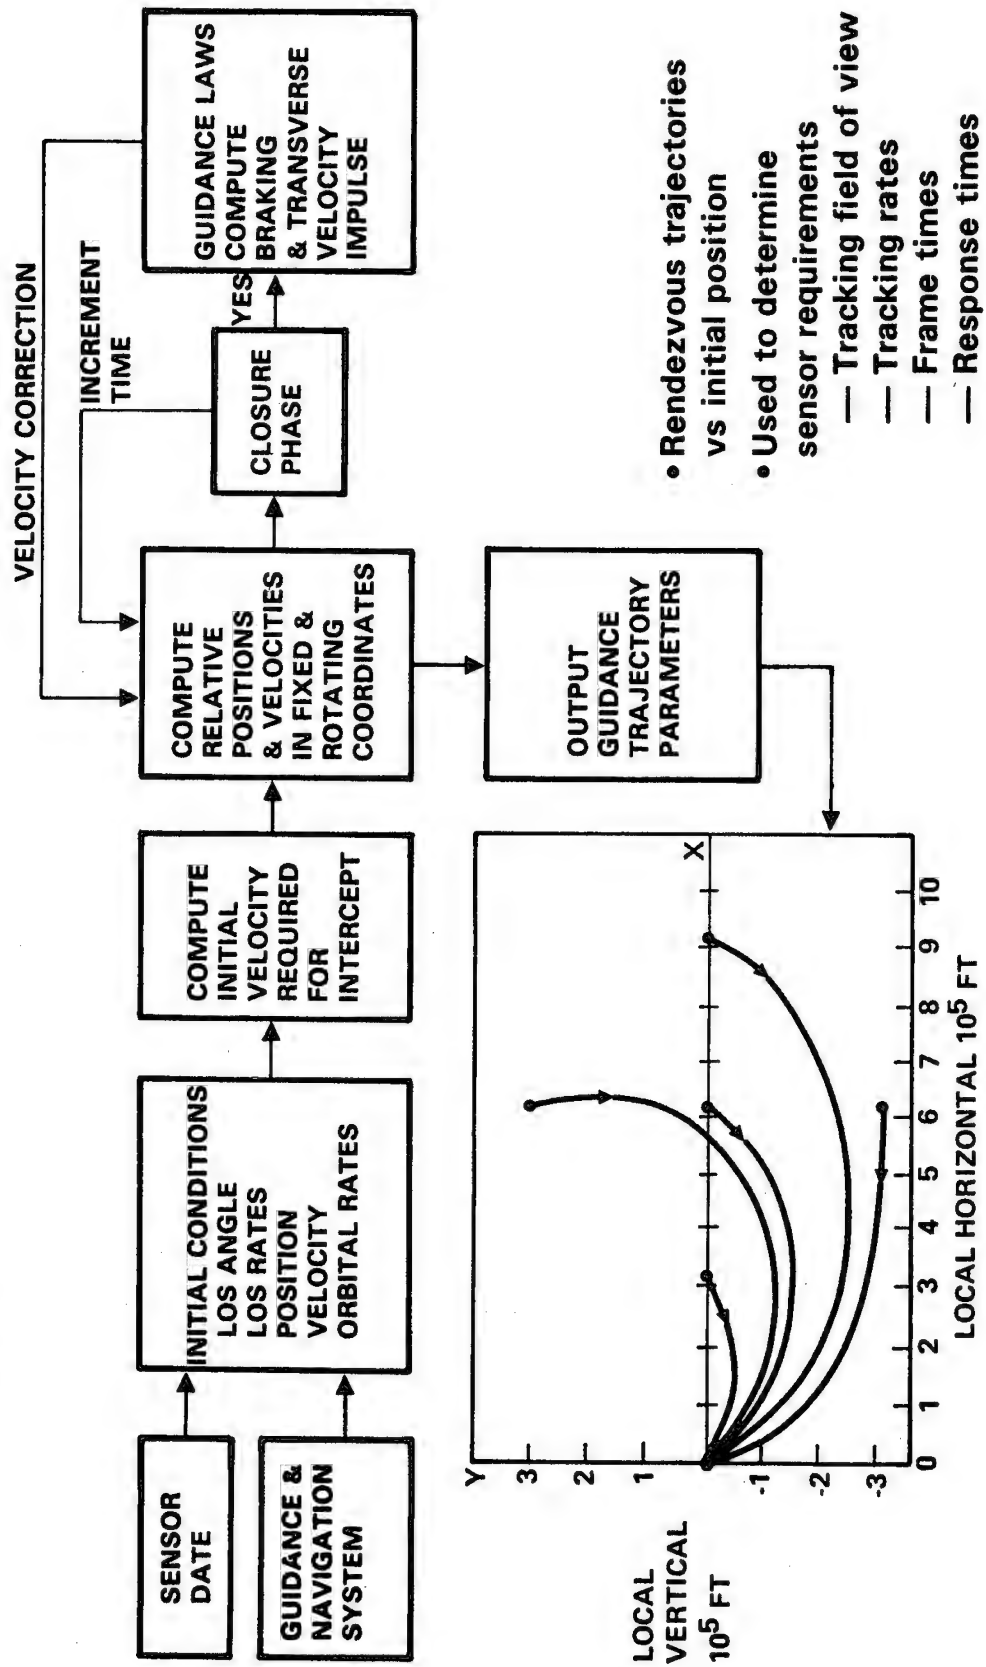 VELOCITY CORRECTION
INCREMENT
TIME
SENSOR
DATE
GUIDANCE &
NAVIGATION
SYSTEM
INITIAL CONDITIONS
LOS ANGLE
LOS RATES
POSITION
VELOCITY
ORBITAL RATES
COMPUTE
INITIAL
VELOCITY
REQUIRED
FOR
INTERCEPT
COMPUTE
RELATIVE
POSITIONS
& VELOCITIES
IN FIXED &
ROTATING
COORDINATES
CLOSURE
PHASE
YES
GUIDANCE LAWS
COMPUTE
BRAKING
& TRANSVERSE
VELOCITY
IMPULSE
OUTPUT
GUIDANCE
TRAJECTORY
PARAMETERS
LOCAL
VERTICAL
10⁵ FT
Y
3
2
1
-1
-2
-3
X
0 1 2 3 4 5 6 7 8 9 10
LOCAL HORIZONTAL 10⁵ FT
• Rendezvous trajectories
vs initial position
• Used to determine
sensor requirements
— Tracking field of view
— Tracking rates
— Frame times
— Response times